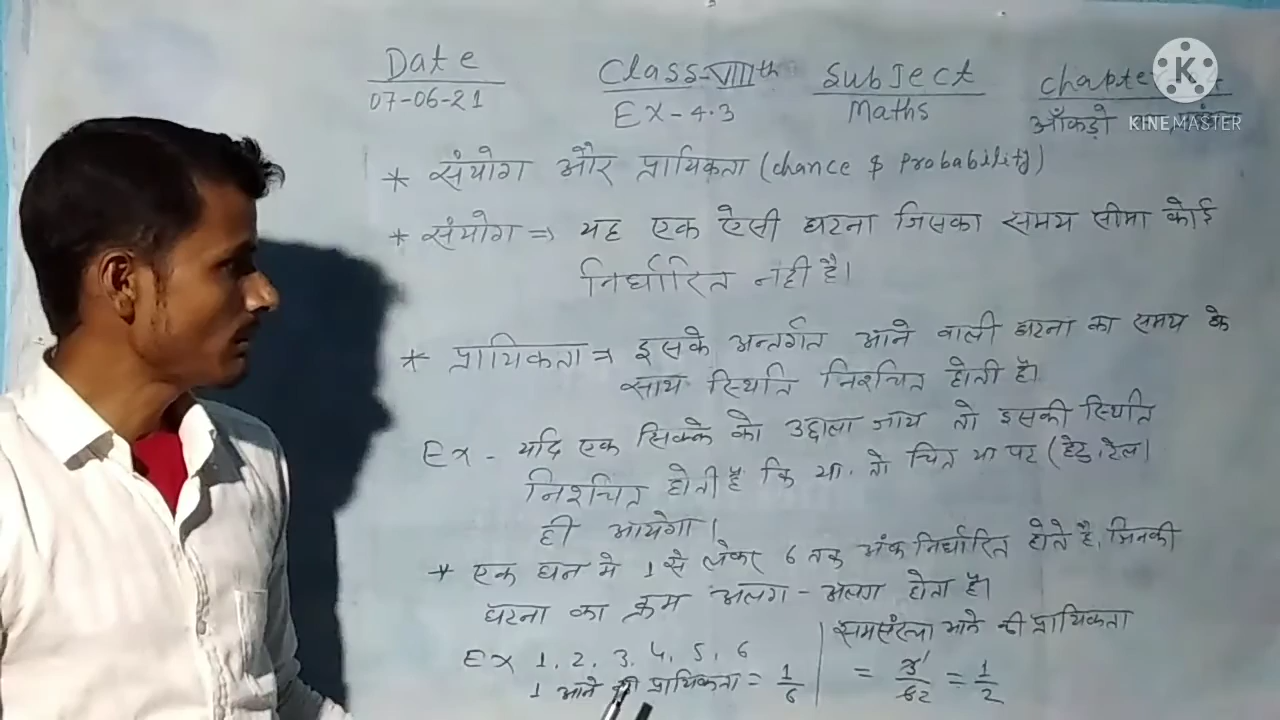 Date Class-VIIIth Subject Chapter
07-06-21 Ex-4.3 Maths आँकड़ो
K
KINEMASTER
* संयोग और प्रायिकता (chance & Probability)
* संयोग ⇒ यह एक ऐसी घटना जिसका समय सीमा कोई
निर्धारित नही है।
* प्रायिकता ⇒ इसके अन्तर्गत आने वाली घटना का समय के
साथ स्थिति निश्चित होती है।
Ex - यदि एक सिक्के को उछाला जाय तो इसकी स्थिति
निश्चित होती है कि या तो चित या पट (हेड, टेल)
ही आयेगा।
* एक घन मे 1 से लेकर 6 तक अंक निर्धारित होते है, जिनकी
घटना का क्रम अलग-अलग होता है।
Ex 1, 2, 3, 4, 5, 6
1 आने की प्रायिकता = 1/6
समसंख्या आने की प्रायिकता
= 3/6 = 1/2